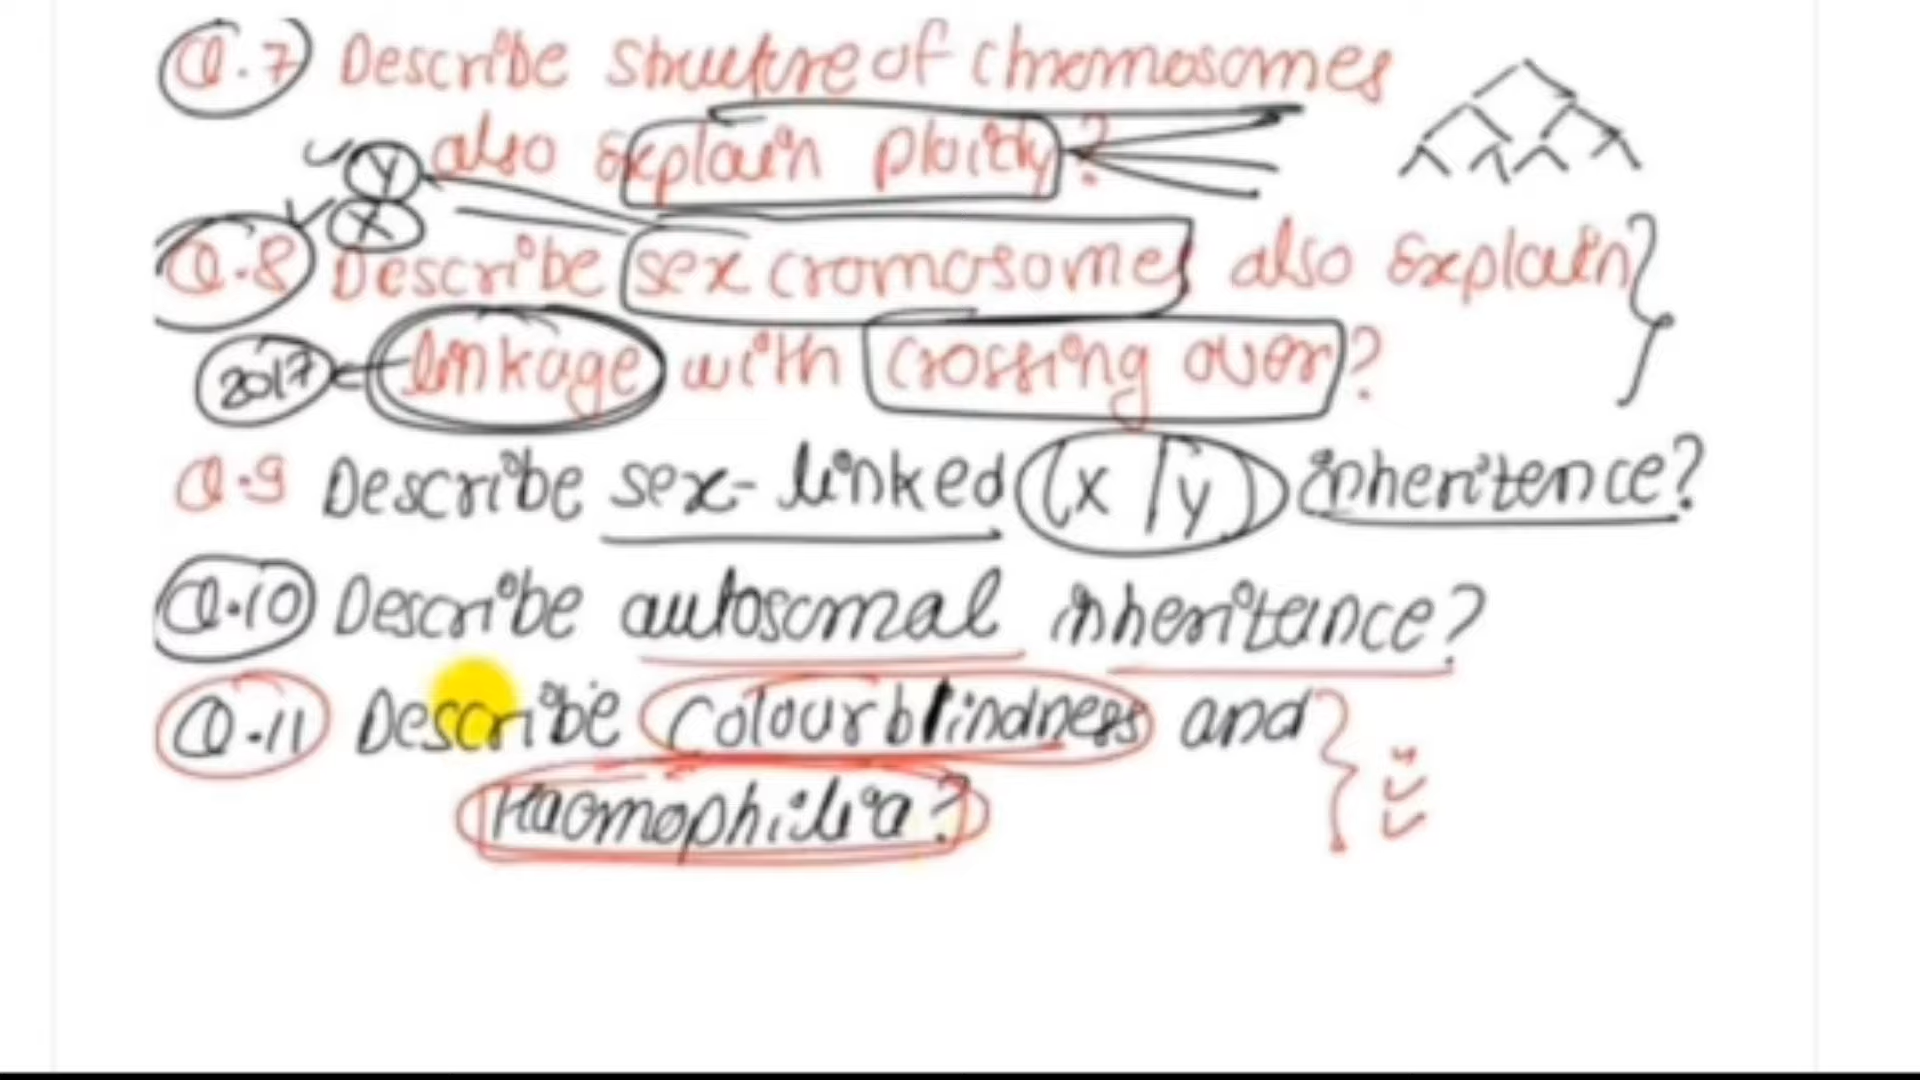 Q.7 Describe structure of chromosomes
also Explain ploidy?
Y
X
Q.8 Describe sex cromosomes also Explain
2017 linkage with crossing over?
Q.9 Describe sex-linked (x/y) inheritence?
Q.10 Describe autosomal inheritance?
Q.11 Describe Colourblindness and
Haomophilia?